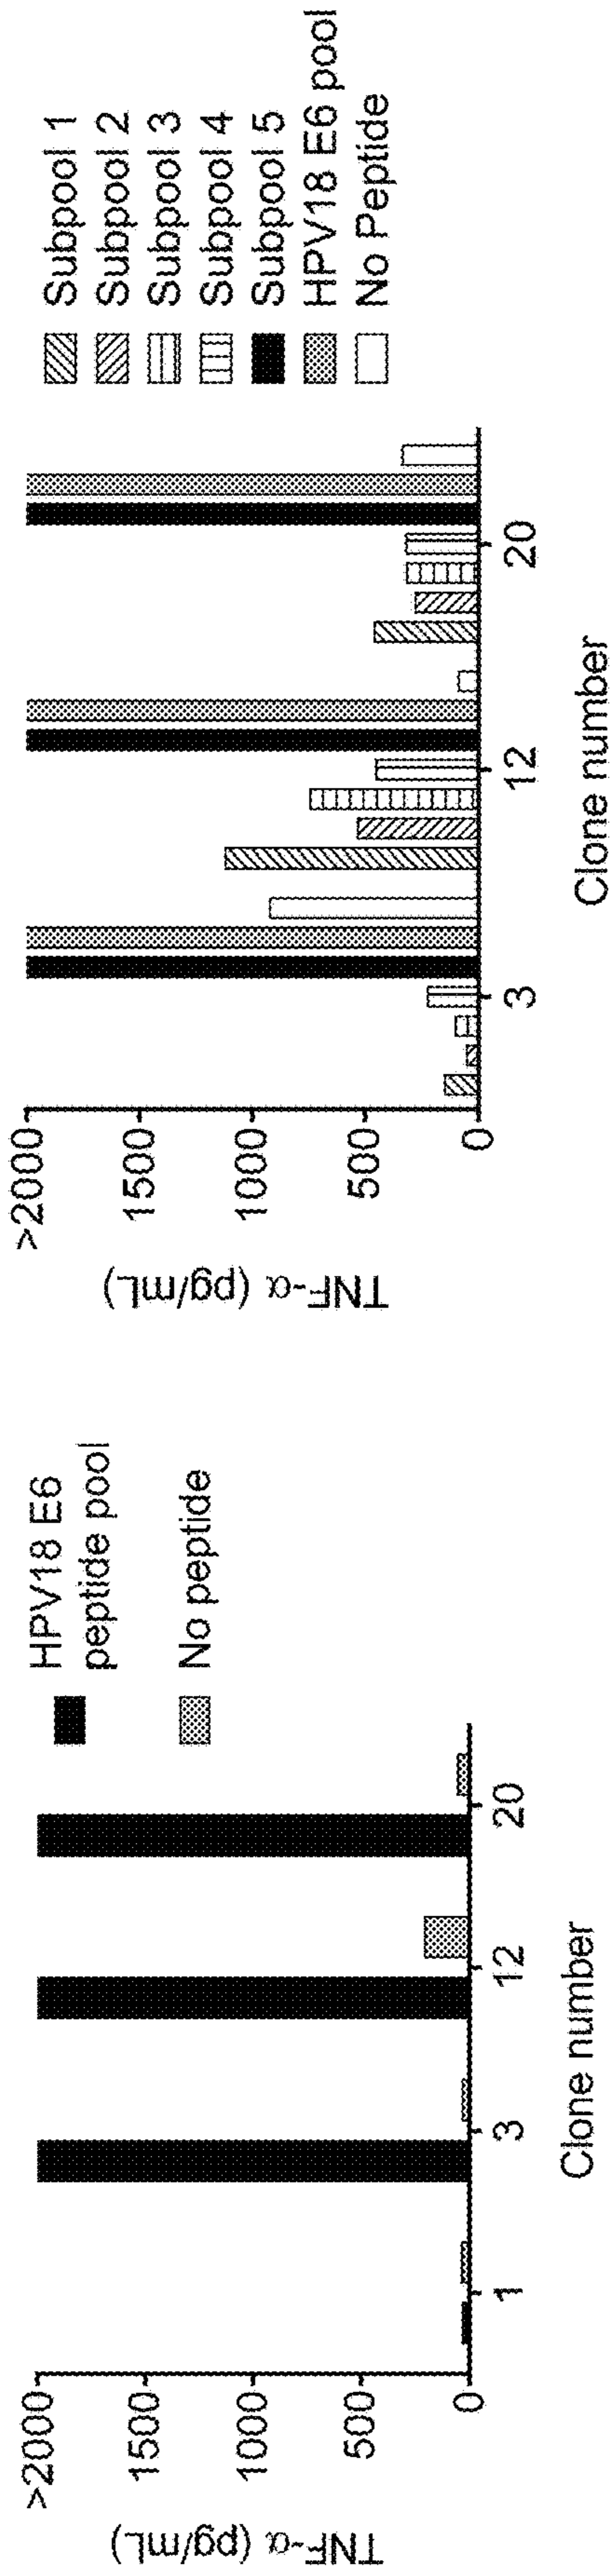 TNF-α (pg/mL)
>2000
1500
1000
500
0
1
3
12
20
Clone number
HPV18 E6
peptide pool
No peptide
TNF-α (pg/mL)
>2000
1500
1000
500
0
3
12
20
Clone number
Subpool 1
Subpool 2
Subpool 3
Subpool 4
Subpool 5
HPV18 E6 pool
No Peptide